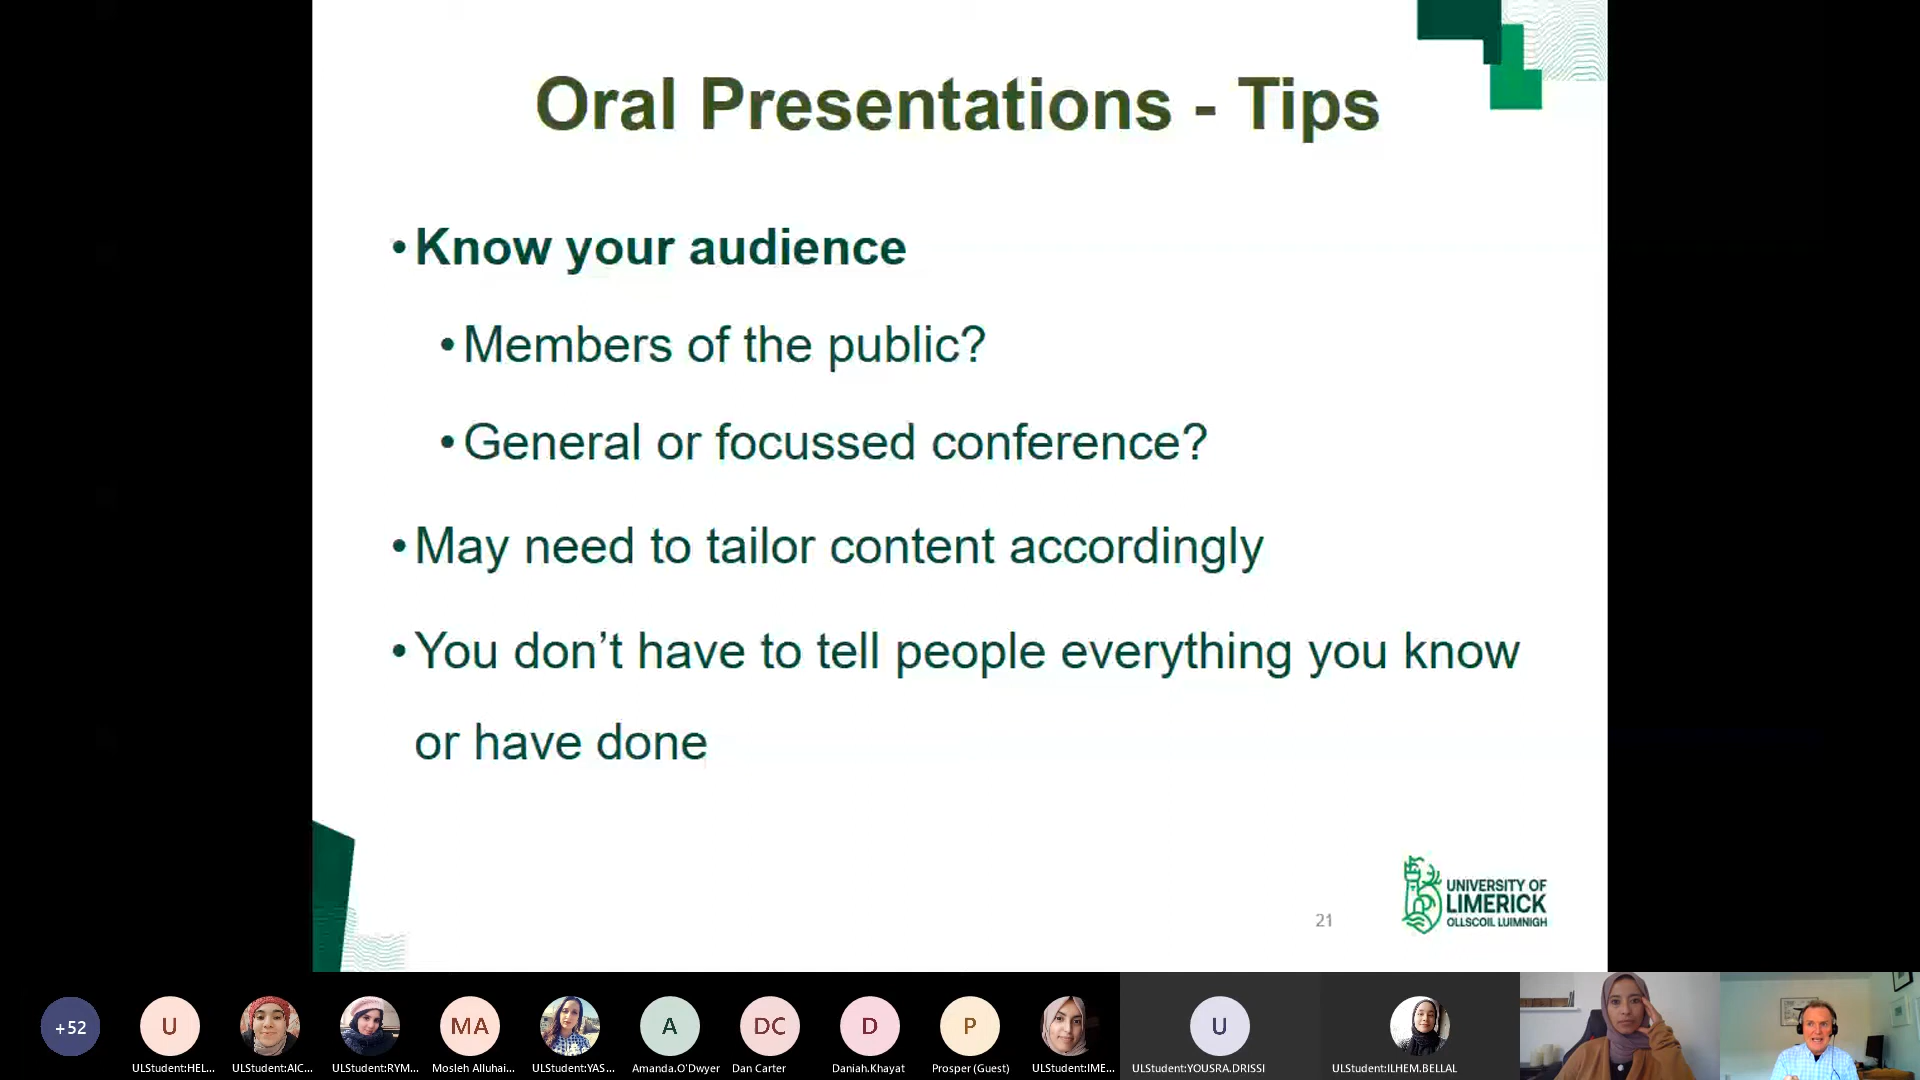 Oral Presentations - Tips
•Know your audience
•Members of the public?
•General or focussed conference?
•May need to tailor content accordingly
•You don’t have to tell people everything you know
or have done
21
UNIVERSITY OF
LIMERICK
OLLSCOIL LUIMNIGH
+52
U
MA
A
DC
D
P
U
ULStudent:HEL...
ULStudent:AIC...
ULStudent:RYM...
Mosleh Alluhai...
ULStudent:YAS...
Amanda.O'Dwyer
Dan Carter
Daniah.Khayat
Prosper (Guest)
ULStudent:IME...
ULStudent:YOUSRA.DRISSI
ULStudent:ILHEM.BELLAL